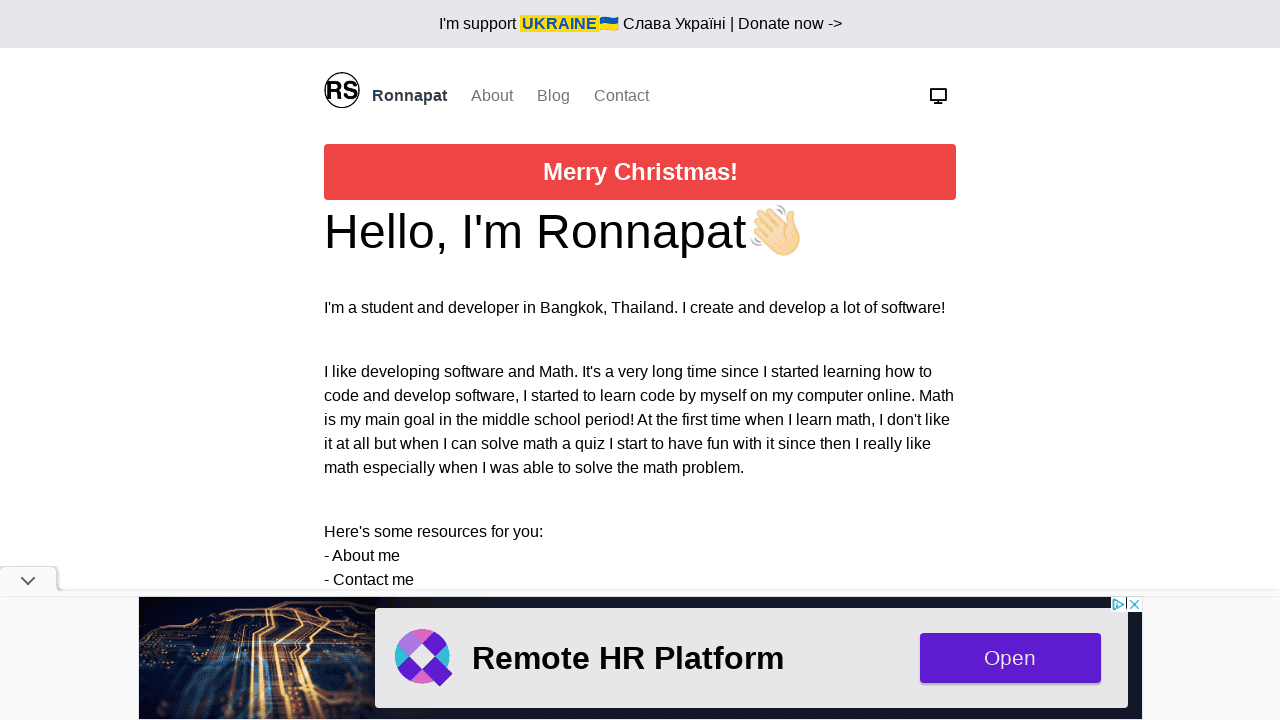 I'm support UKRAINE🇺🇦 Слава Україні | Donate now ->
RS Ronnapat About Blog Contact
Merry Christmas!
Hello, I'm Ronnapat👋🏻
I'm a student and developer in Bangkok, Thailand. I create and develop a lot of software!
I like developing software and Math. It's a very long time since I started learning how to
code and develop software, I started to learn code by myself on my computer online. Math
is my main goal in the middle school period! At the first time when I learn math, I don't like
it at all but when I can solve math a quiz I start to have fun with it since then I really like
math especially when I was able to solve the math problem.
Here's some resources for you:
- About me
- Contact me
Remote HR Platform
Open